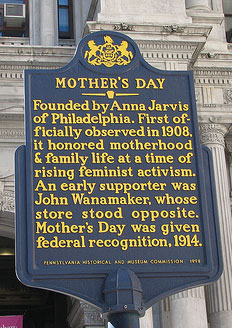 MOTHER'S DAY
Founded by Anna Jarvis
of Philadelphia. First of-
ficially observed in 1908,
it honored motherhood
& family life at a time of
rising feminist activism.
An early supporter was
John Wanamaker, whose
store stood opposite.
Mother's Day was given
federal recognition, 1914.
PENNSYLVANIA HISTORICAL AND MUSEUM COMMISSION 1998